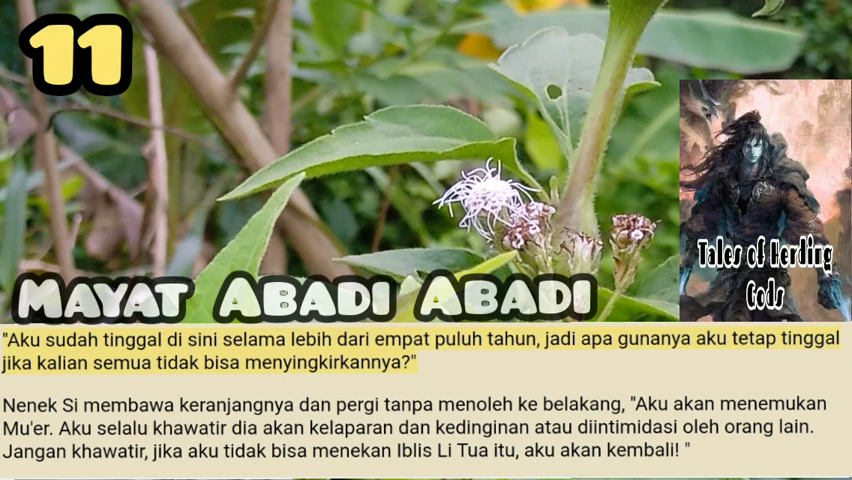 11
Tales of Herding
Gods
Mayat Abadi Abadi
"Aku sudah tinggal di sini selama lebih dari empat puluh tahun, jadi apa gunanya aku tetap tinggal
jika kalian semua tidak bisa menyingkirkannya?"
Nenek Si membawa keranjangnya dan pergi tanpa menoleh ke belakang, "Aku akan menemukan
Mu'er. Aku selalu khawatir dia akan kelaparan dan kedinginan atau diintimidasi oleh orang lain.
Jangan khawatir, jika aku tidak bisa menekan Iblis Li Tua itu, aku akan kembali! "